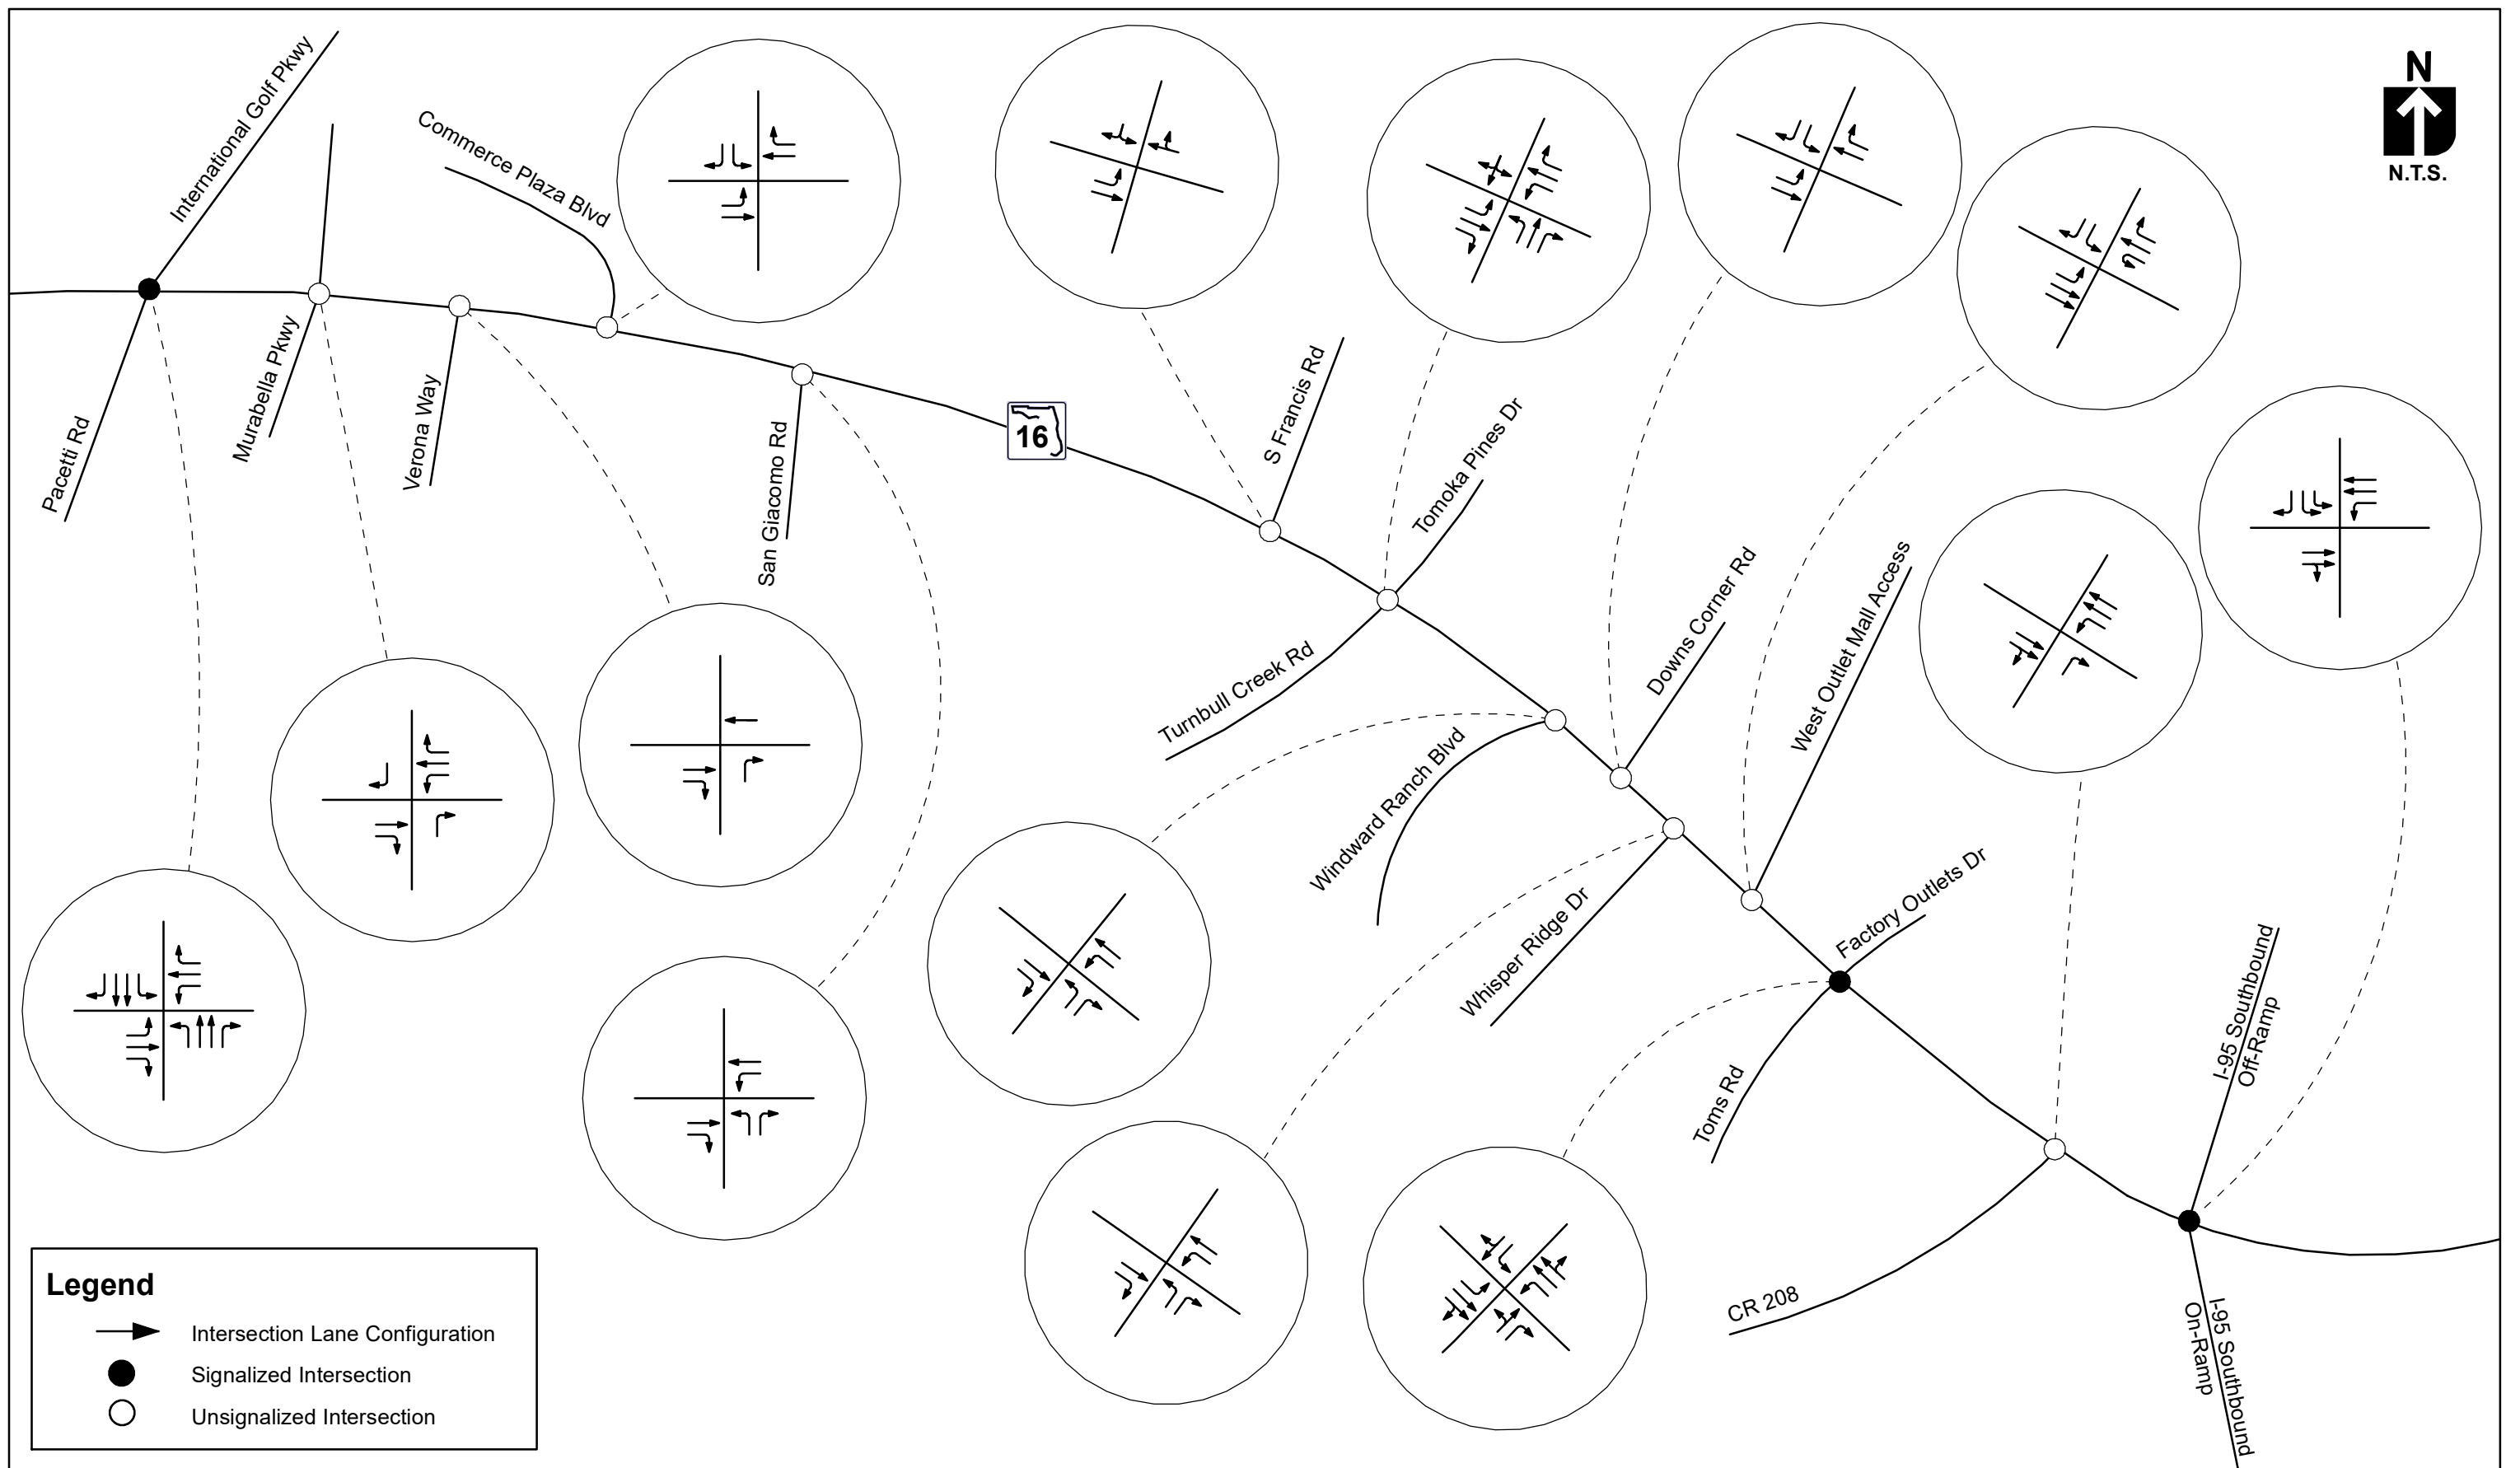 International Golf Pkwy
Commerce Plaza Blvd
N
N.T.S.
Pacetti Rd
Murabella Pkwy
Verona Way
San Giacomo Rd
16
S Francis Rd
Tomoka Pines Dr
Turnbull Creek Rd
Windward Ranch Blvd
Downs Corner Rd
West Outlet Mall Access
Whisper Ridge Dr
Factory Outlets Dr
Toms Rd
CR 208
I-95 Southbound
Off-Ramp
I-95 Southbound
On-Ramp
Legend
Intersection Lane Configuration
Signalized Intersection
Unsignalized Intersection